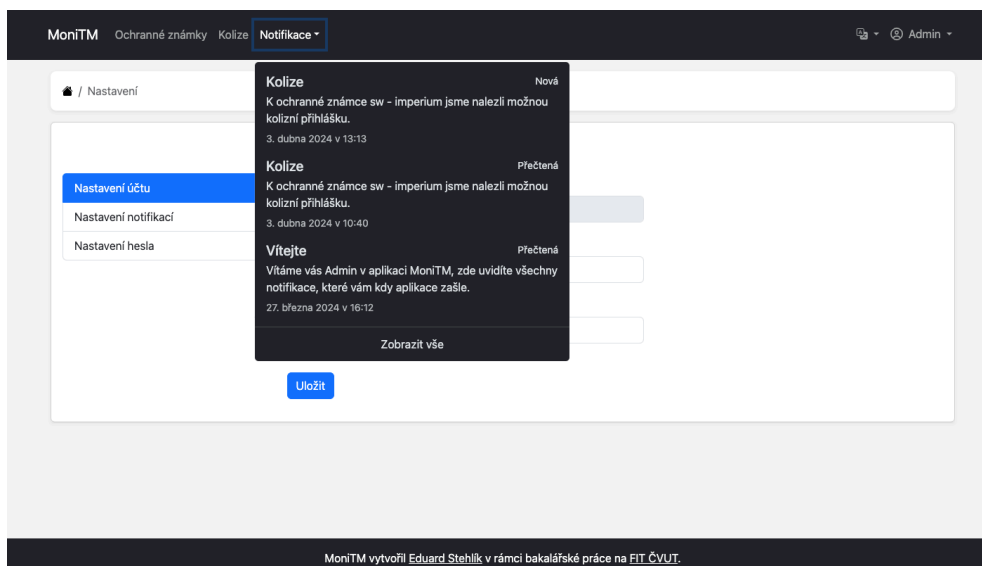 MoniTM Ochranné známky Kolize Notifikace Admin
/ Nastavení
Nastavení účtu
Nastavení notifikací
Nastavení hesla
Kolize Nová
K ochranné známce sw - imperium jsme nalezli možnou
kolizní přihlášku.
3. dubna 2024 v 13:13
Kolize Přečtená
K ochranné známce sw - imperium jsme nalezli možnou
kolizní přihlášku.
3. dubna 2024 v 10:40
Vítejte Přečtená
Vítáme vás Admin v aplikaci MoniTM, zde uvidíte všechny
notifikace, které vám kdy aplikace zašle.
27. března 2024 v 16:12
Zobrazit vše
Uložit
MoniTM vytvořil Eduard Stehlík v rámci bakalářské práce na FIT ČVUT.